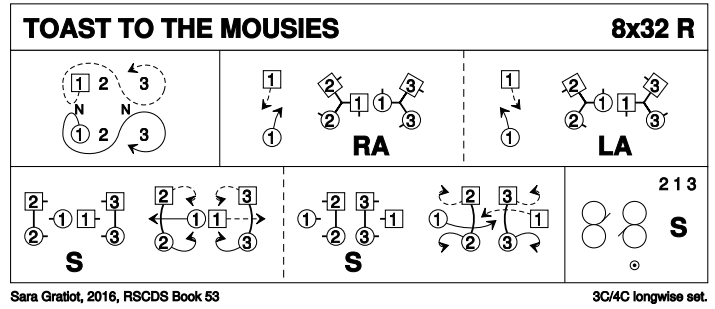 TOAST TO THE MOUSIES 8x32 R
1 2 3
N N
1 2 3
1 2 3
1 1
1 2 3
RA
1 2 3
1 1
1 2 3
LA
2 3 2 3
1 1 1 1
2 3 2 3
S
2 3 2 3
1 1 1 1
2 3 2 3
S
2 1 3
S
Sara Gratiot, 2016, RSCDS Book 53 3C/4C longwise set.